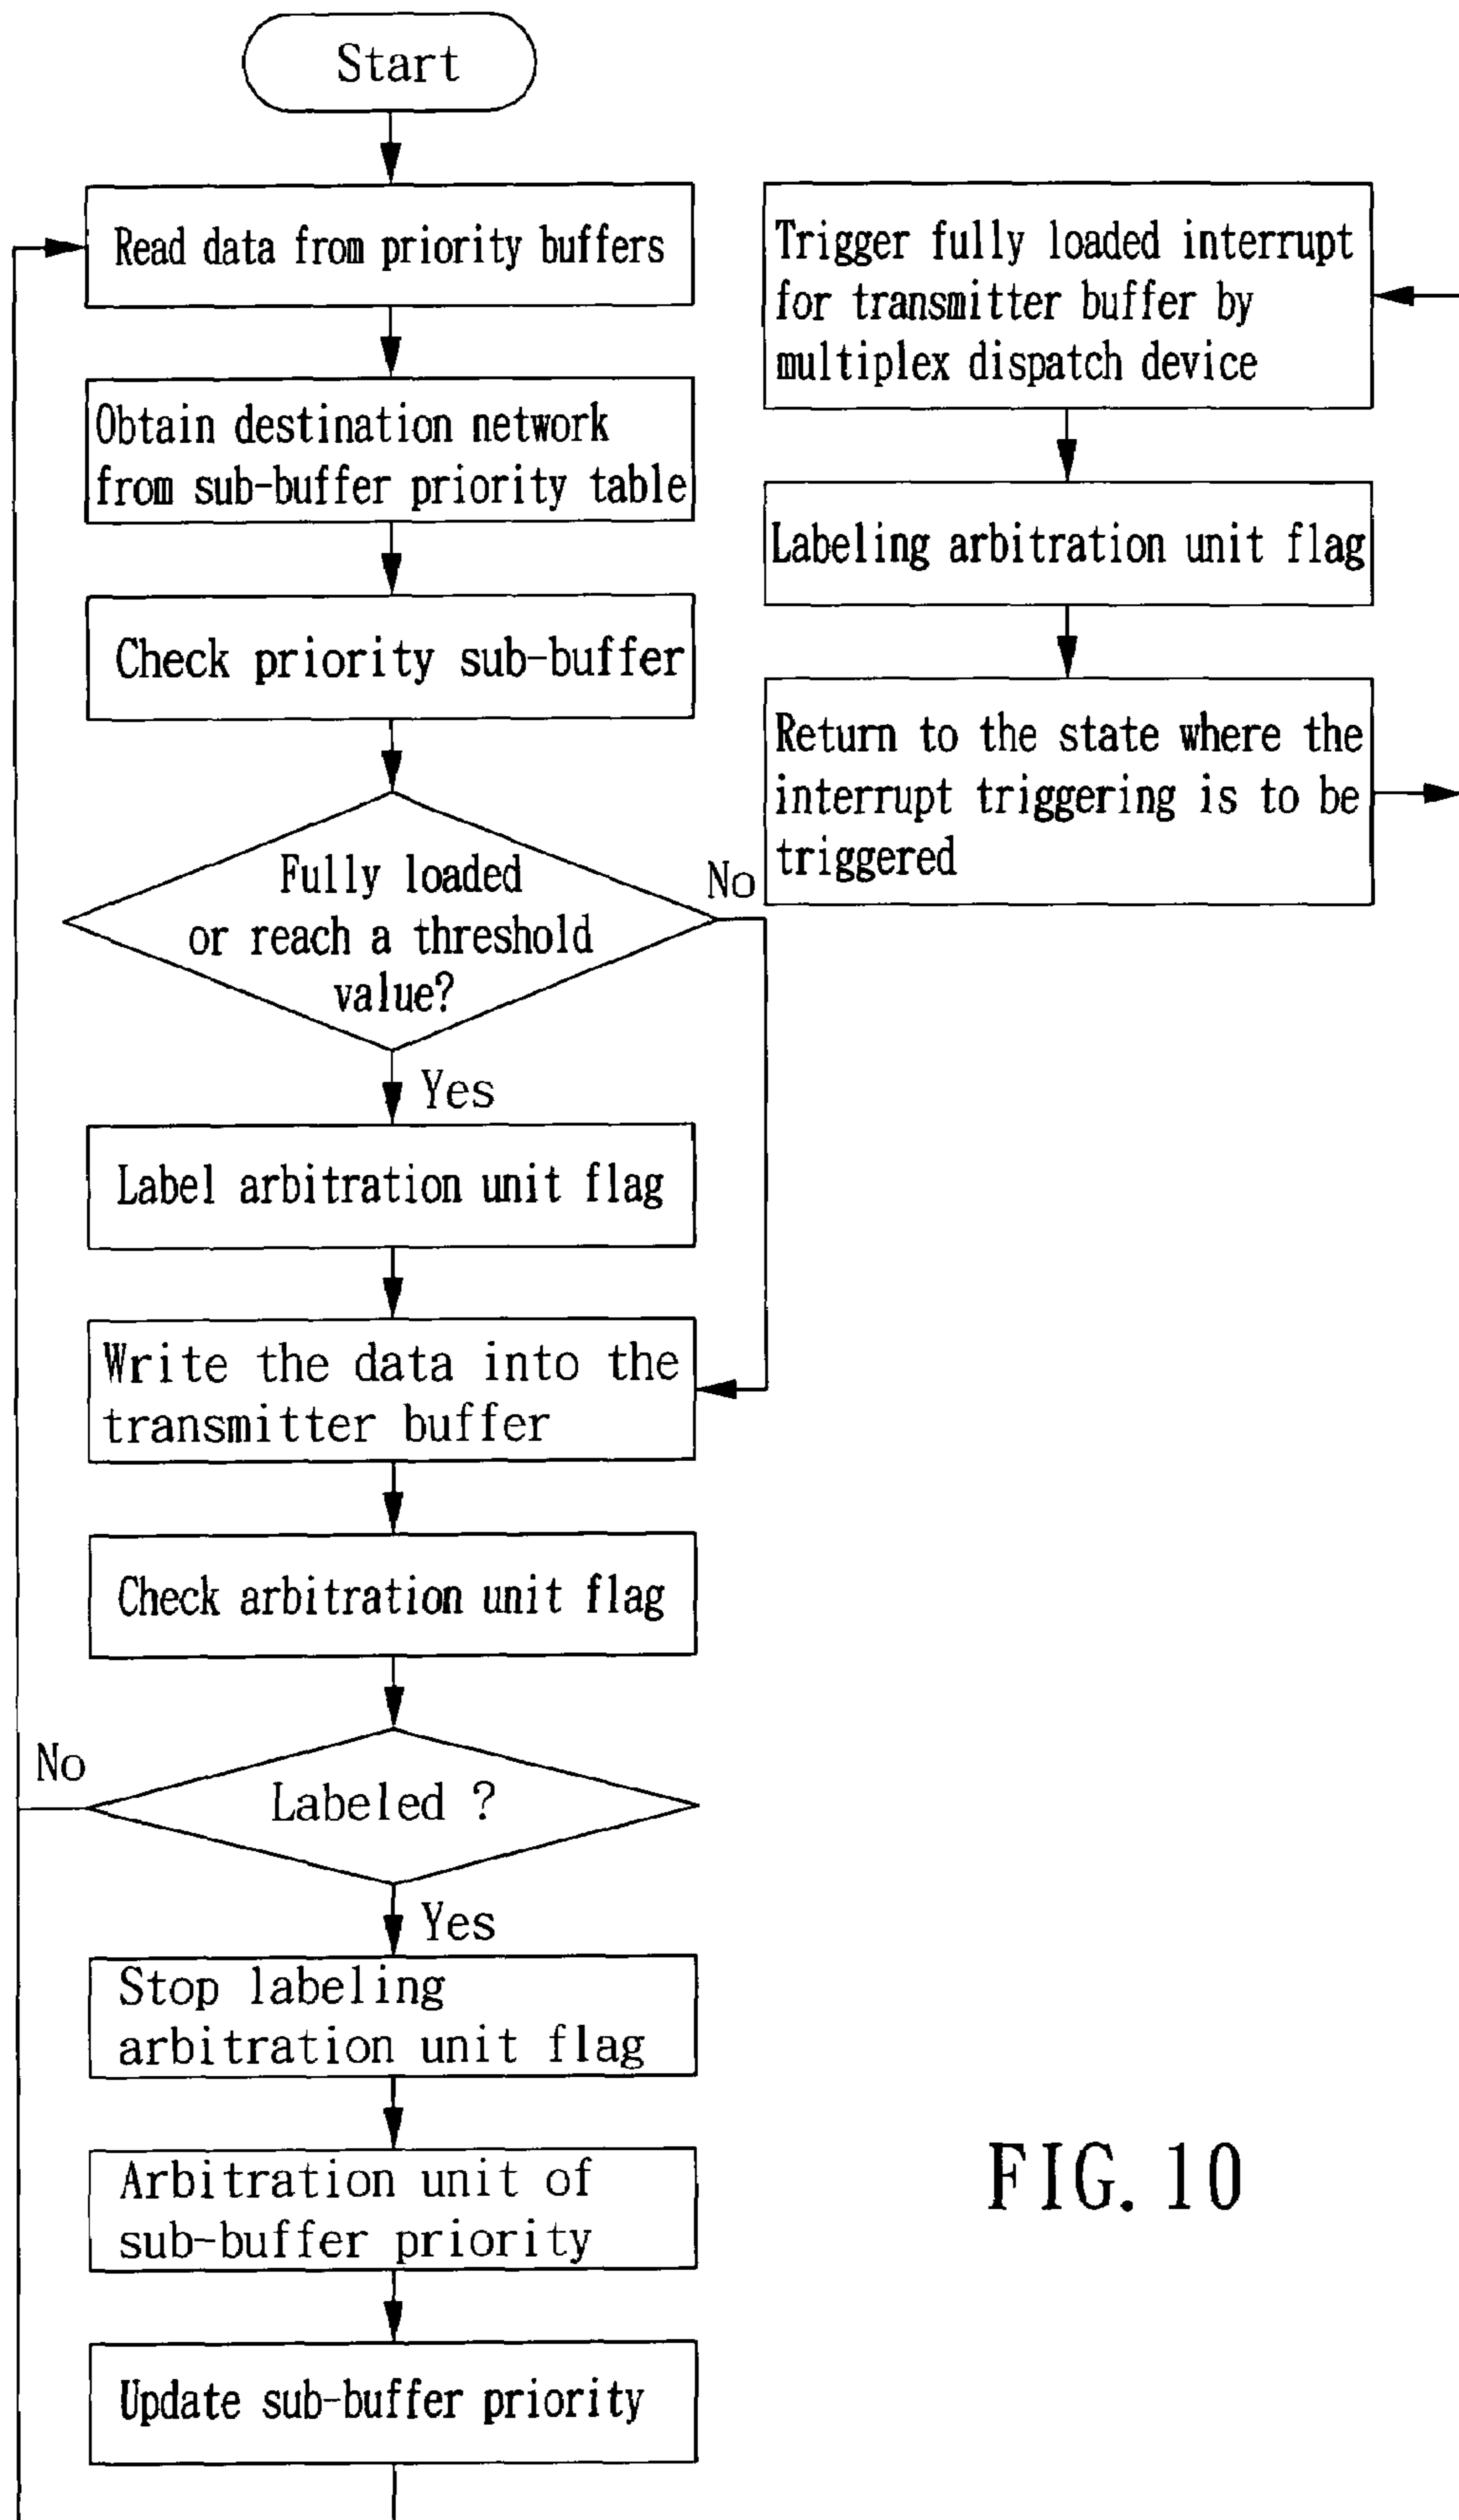 Start
Read data from priority buffers
Obtain destination network
from sub-buffer priority table
Check priority sub-buffer
Fully loaded
or reach a threshold
value?
No
Yes
Label arbitration unit flag
Write the data into the
transmitter buffer
Check arbitration unit flag
Labeled ?
No
Yes
Stop labeling
arbitration unit flag
Arbitration unit of
sub-buffer priority
Update sub-buffer priority
Trigger fully loaded interrupt
for transmitter buffer by
multiplex dispatch device
Labeling arbitration unit flag
Return to the state where the
interrupt triggering is to be
triggered
FIG. 10